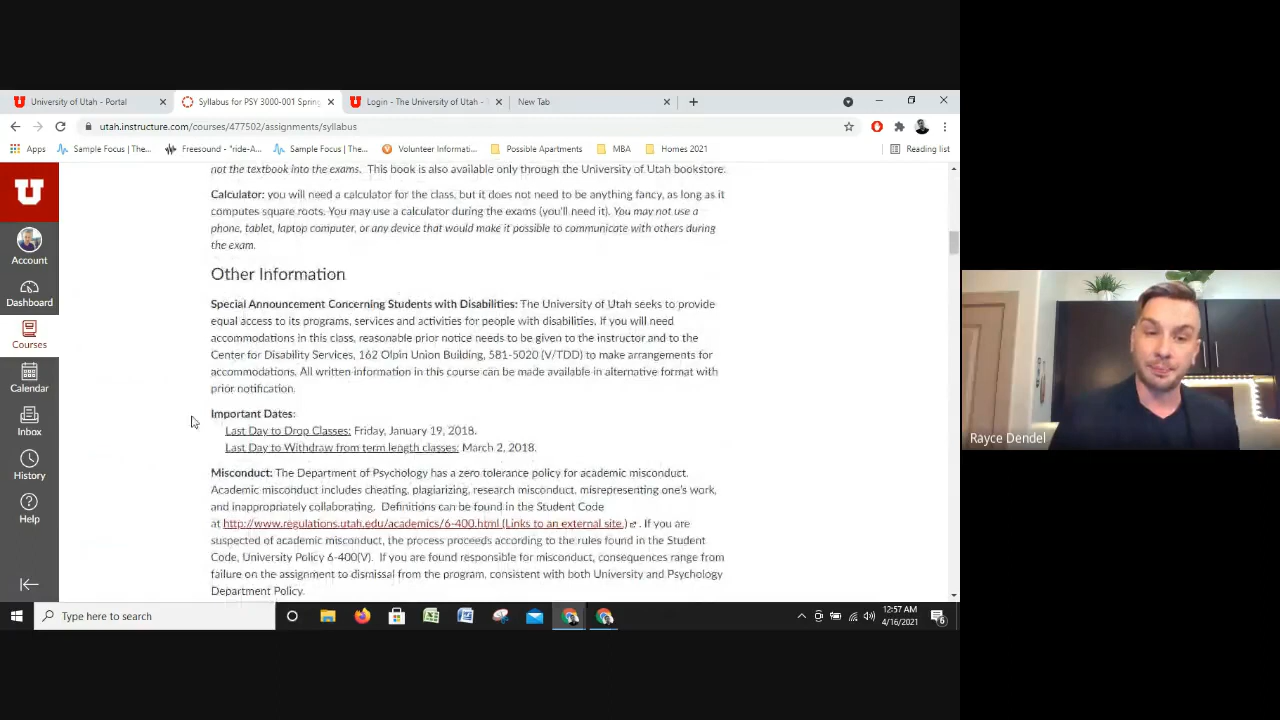 University of Utah - Portal
Syllabus for PSY 3000-001 Spring
Login - The University of Utah -
New Tab
utah.instructure.com/courses/477502/assignments/syllabus
Apps
Sample Focus | The...
Freesound - "ride-A...
Sample Focus | The...
Volunteer Informati...
Possible Apartments
MBA
Homes 2021
Reading list
U
Account
Dashboard
Courses
Calendar
Inbox
History
Help
not the textbook into the exams. This book is also available only through the University of Utah bookstore.
Calculator: you will need a calculator for the class, but it does not need to be anything fancy, as long as it
computes square roots. You may use a calculator during the exams (you'll need it). You may not use a
phone, tablet, laptop computer, or any device that would make it possible to communicate with others during
the exam.
Other Information
Special Announcement Concerning Students with Disabilities: The University of Utah seeks to provide
equal access to its programs, services and activities for people with disabilities. If you will need
accommodations in this class, reasonable prior notice needs to be given to the instructor and to the
Center for Disability Services, 162 Olpin Union Building, 581-5020 (V/TDD) to make arrangements for
accommodations. All written information in this course can be made available in alternative format with
prior notification.
Important Dates:
Last Day to Drop Classes: Friday, January 19, 2018.
Last Day to Withdraw from term length classes: March 2, 2018.
Misconduct: The Department of Psychology has a zero tolerance policy for academic misconduct.
Academic misconduct includes cheating, plagiarizing, research misconduct, misrepresenting one's work,
and inappropriately collaborating. Definitions can be found in the Student Code
at http://www.regulations.utah.edu/academics/6-400.html (Links to an external site.) . If you are
suspected of academic misconduct, the process proceeds according to the rules found in the Student
Code, University Policy 6-400(V). If you are found responsible for misconduct, consequences range from
failure on the assignment to dismissal from the program, consistent with both University and Psychology
Department Policy.
Rayce Dendel
Type here to search
12:57 AM
4/16/2021
6